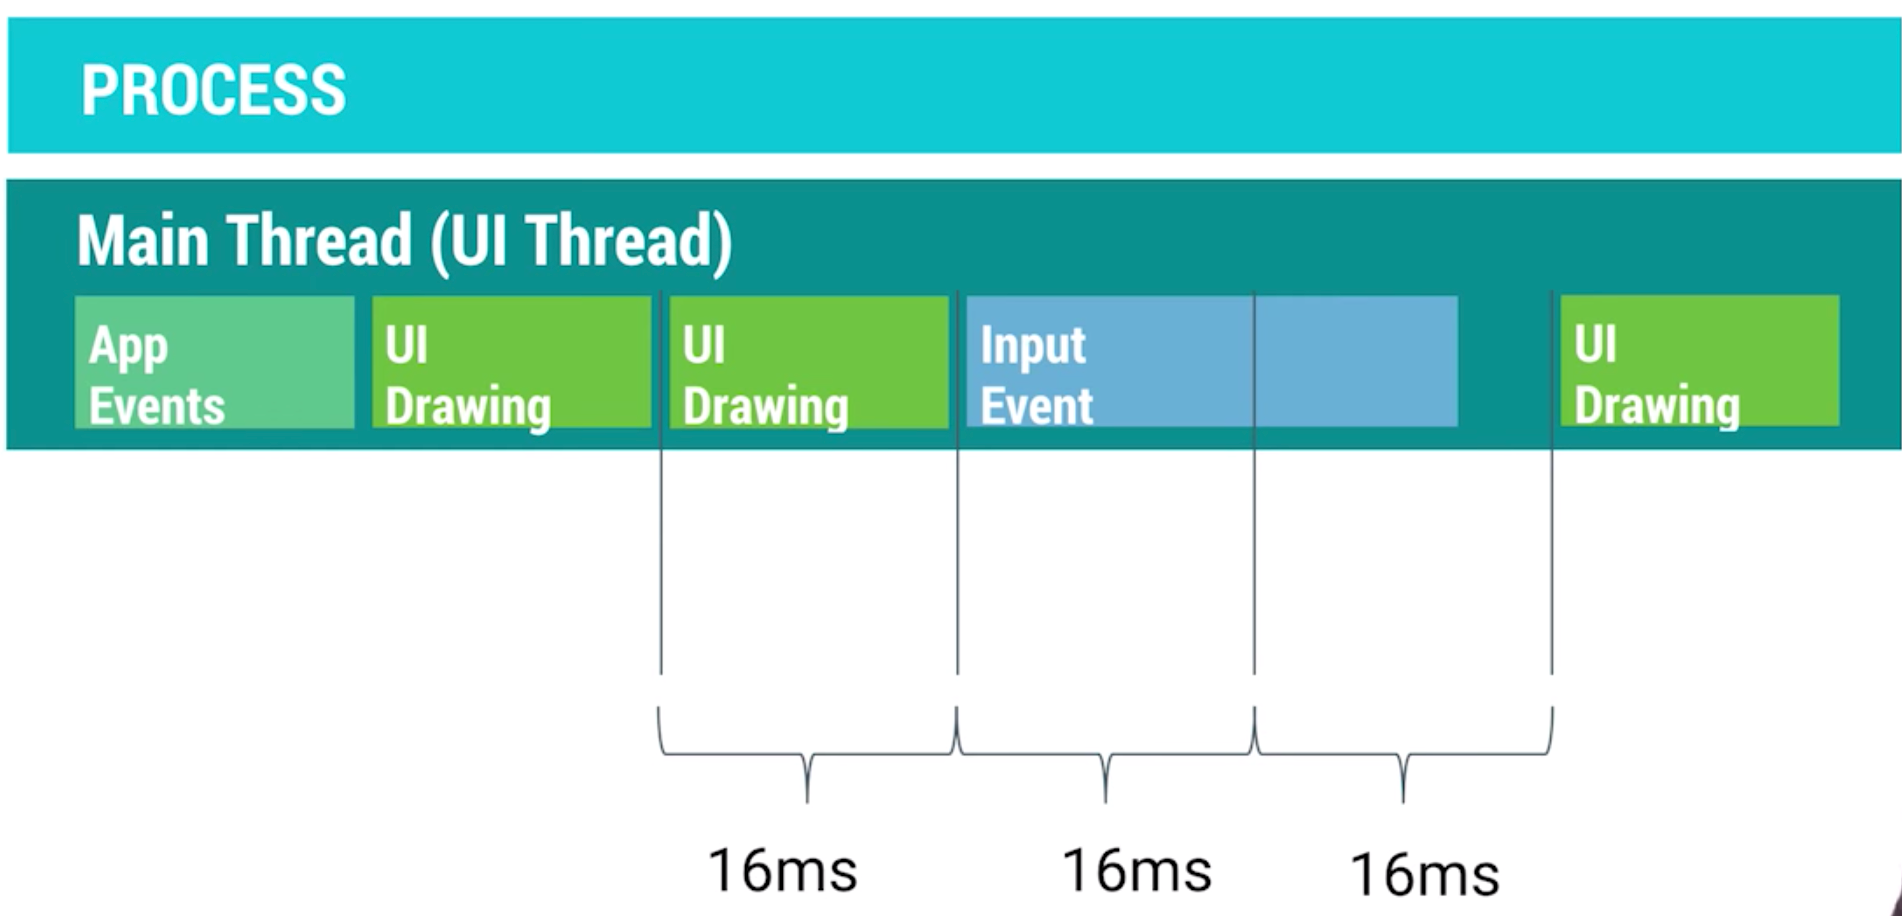 PROCESS
Main Thread (UI Thread)
App
Events
UI
Drawing
UI
Drawing
Input
Event
UI
Drawing
16ms
16ms
16ms